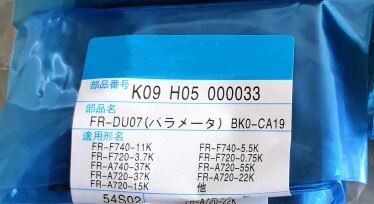 部品番号 K09 H05 000033
部品名
FR-DU07(パラメータ) BK0-CA19
適用形名
FR-F740-11K FR-F740-5.5K
FR-F720-3.7K FR-F720-0.75K
FR-A740-37K FR-A720-55K
FR-A720-37K FR-A720-22K
FR-A720-15K 他
54S02